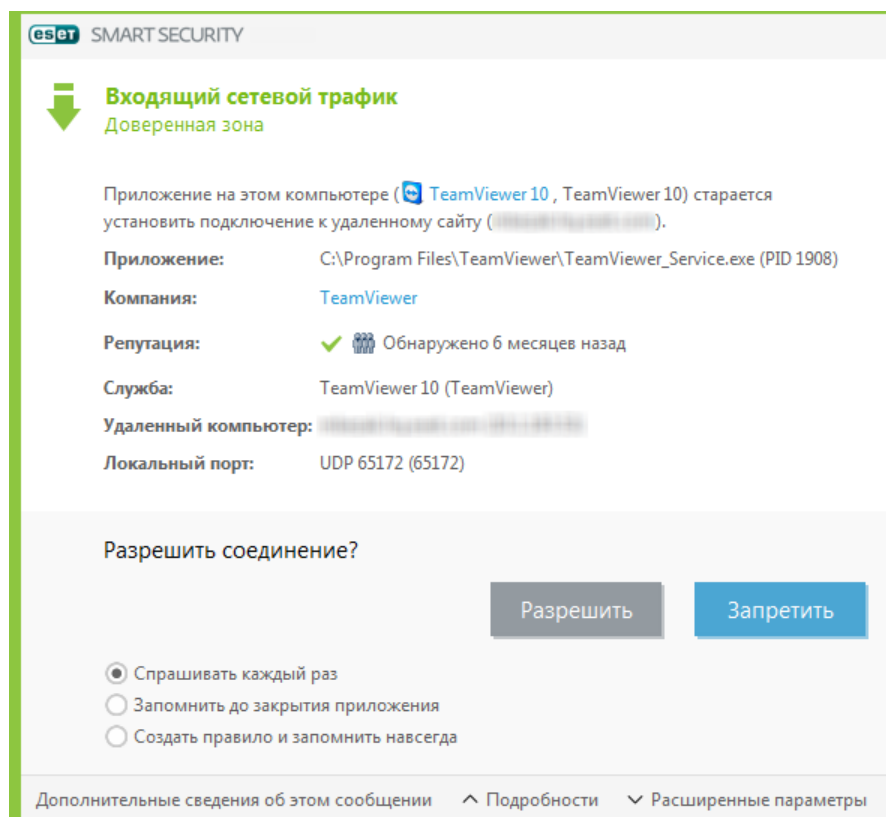 eset SMART SECURITY
Входящий сетевой трафик
Доверенная зона
Приложение на этом компьютере ( TeamViewer 10 , TeamViewer 10) старается
установить подключение к удаленному сайту ( ).
Приложение: C:\Program Files\TeamViewer\TeamViewer_Service.exe (PID 1908)
Компания: TeamViewer
Репутация: Обнаружено 6 месяцев назад
Служба: TeamViewer 10 (TeamViewer)
Удаленный компьютер:
Локальный порт: UDP 65172 (65172)
Разрешить соединение?
Разрешить Запретить
Спрашивать каждый раз
Запомнить до закрытия приложения
Создать правило и запомнить навсегда
Дополнительные сведения об этом сообщении Подробности Расширенные параметры